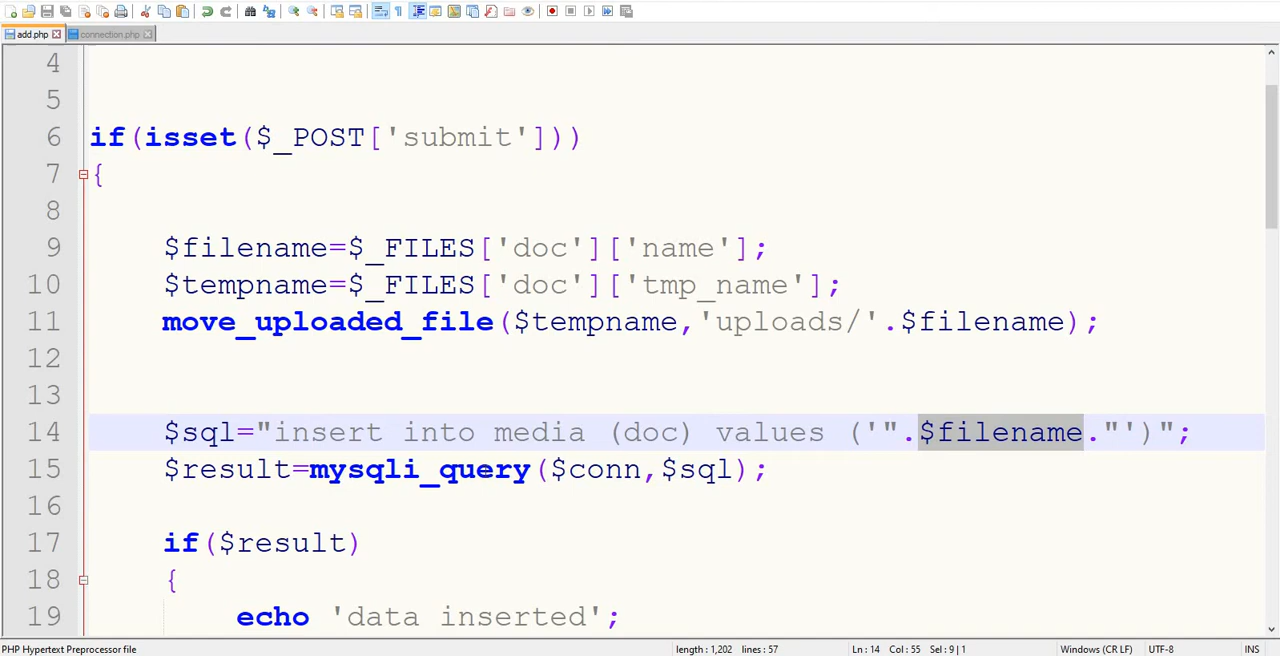 add.php connection.php
4
5
6 if(isset($_POST['submit']))
7 {
8
9 $filename=$_FILES['doc']['name'];
10 $tempname=$_FILES['doc']['tmp_name'];
11 move_uploaded_file($tempname,'uploads/'.$filename);
12
13
14 $sql="insert into media (doc) values ('".$filename."')";
15 $result=mysqli_query($conn,$sql);
16
17 if($result)
18 {
19 echo 'data inserted';
PHP Hypertext Preprocessor file length : 1,202 lines : 57 Ln : 14 Col : 55 Sel : 9 | 1 Windows (CR LF) UTF-8 INS